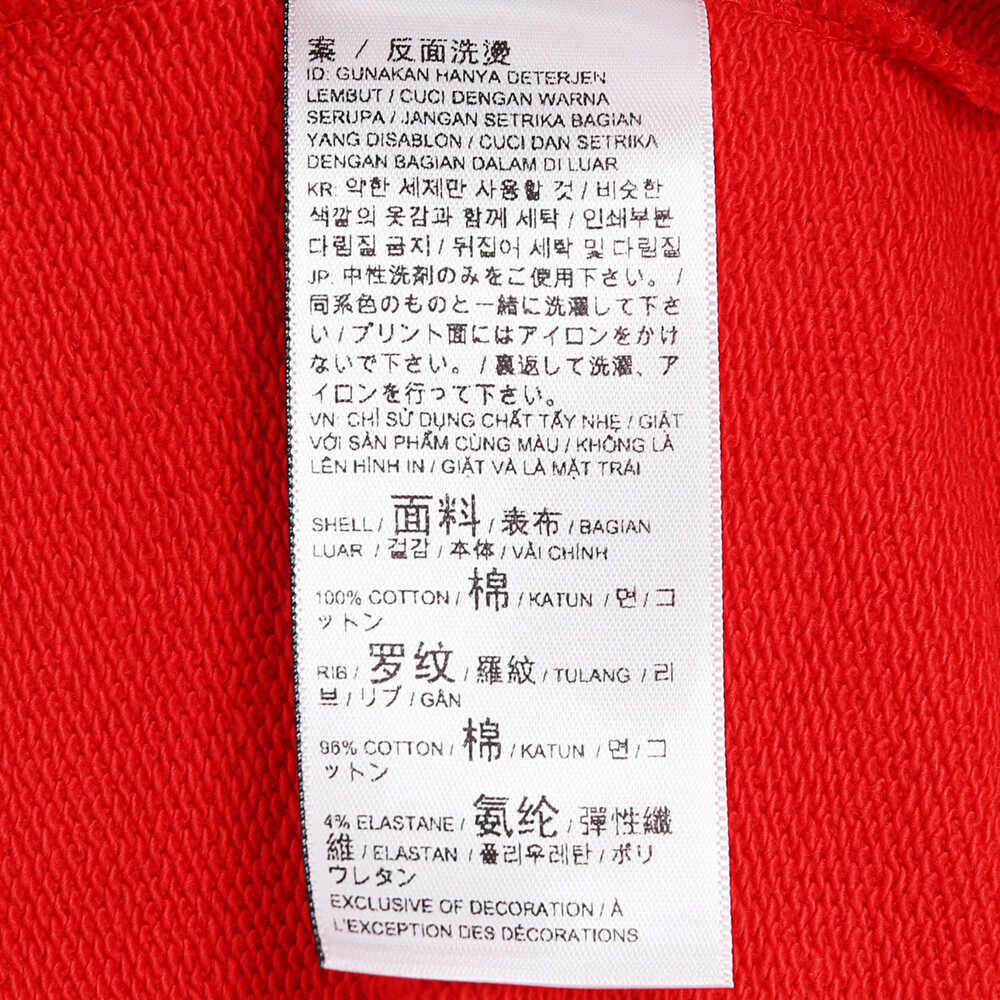 案 / 反面洗燙
ID: GUNAKAN HANYA DETERJEN
LEMBUT / CUCI DENGAN WARNA
SERUPA / JANGAN SETRIKA BAGIAN
YANG DISABLON / CUCI DAN SETRIKA
DENGAN BAGIAN DALAM DI LUAR
KR: 약한 세제만 사용할 것 / 비슷한
색깔의 옷감과 함께 세탁 / 인쇄부분
다림질 금지 / 뒤집어 세탁 및 다림질
JP: 中性洗剤のみをご使用下さい。 /
同系色のものと一緒に洗濯して下さ
い / プリント面にはアイロンをかけ
ないで下さい。 / 裏返して洗濯、ア
イロンを行って下さい。
VN: CHỈ SỬ DỤNG CHẤT TẨY NHẸ / GIẶT
VỚI SẢN PHẨM CÙNG MÀU / KHÔNG LÀ
LÊN HÌNH IN / GIẶT VÀ LÀ MẶT TRÁI
SHELL / 面料 / 表布 / BAGIAN
LUAR / 겉감 / 本体 / VẢI CHÍNH
100% COTTON / 棉 / KATUN / 면 / コ
ットン
RIB / 罗纹 / 羅紋 / TULANG / 리
브 / リブ / GÂN
96% COTTON / 棉 / KATUN / 면 / コ
ットン
4% ELASTANE / 氨纶 / 彈性纖
維 / ELASTAN / 폴리우레탄 / ポリ
ウレタン
EXCLUSIVE OF DECORATION / À
L'EXCEPTION DES DÉCORATIONS